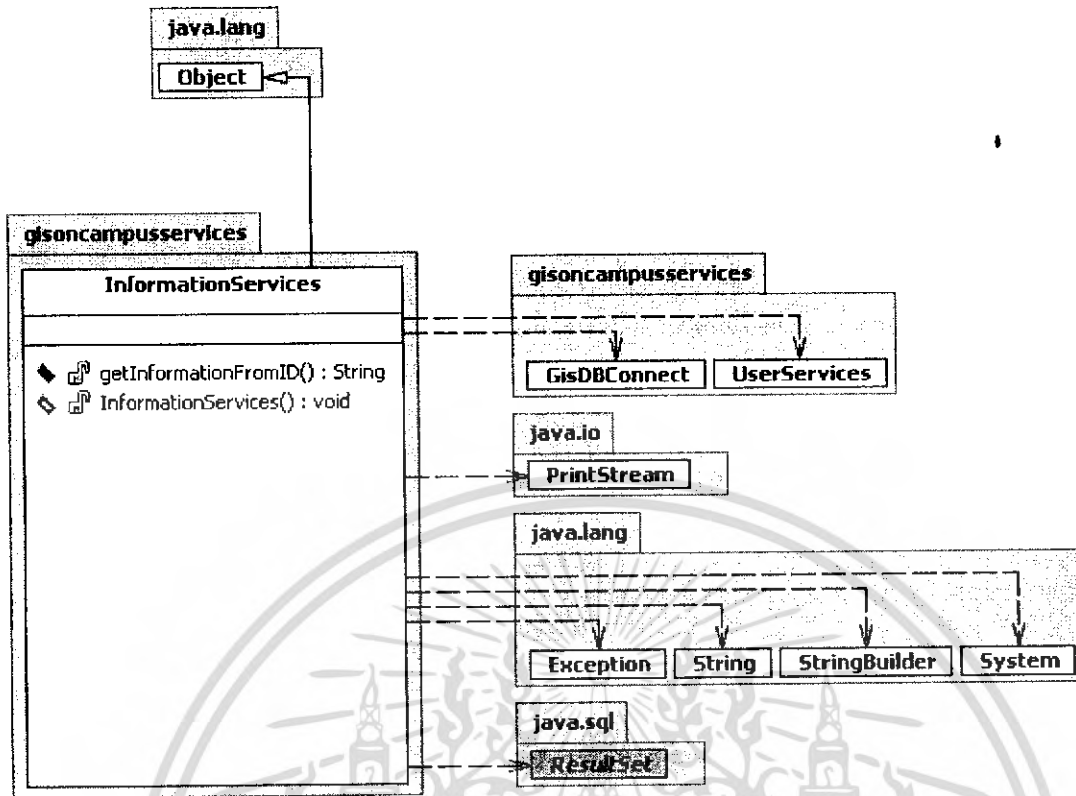 java.lang
Object
gisoncampusservices
InformationServices
getInformationFromID() : String
InformationServices() : void
gisoncampusservices
GisDBConnect
UserServices
java.io
PrintStream
java.lang
Exception
String
StringBuilder
System
java.sql
ResultSet